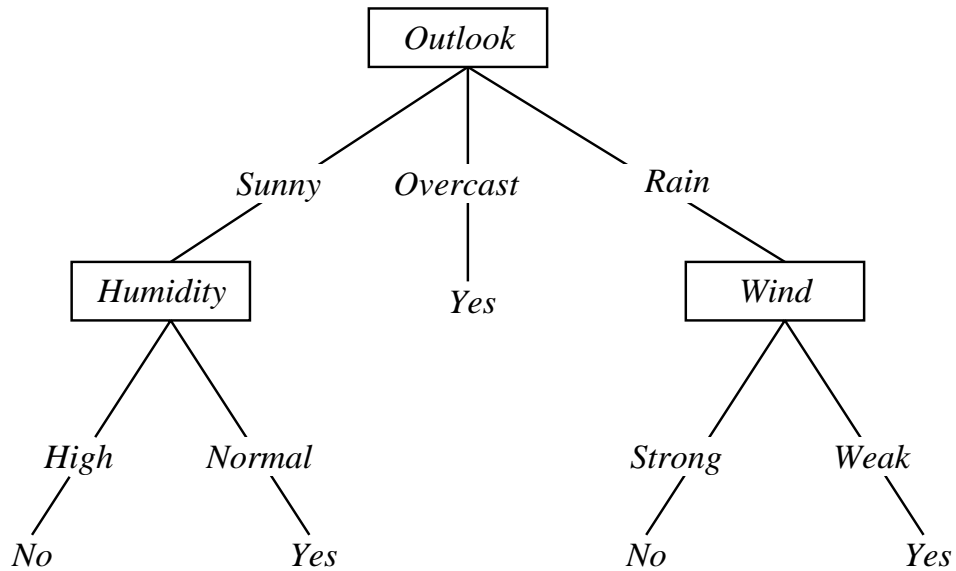 Outlook
Sunny Overcast Rain
Humidity Yes Wind
High Normal Strong Weak
No Yes No Yes